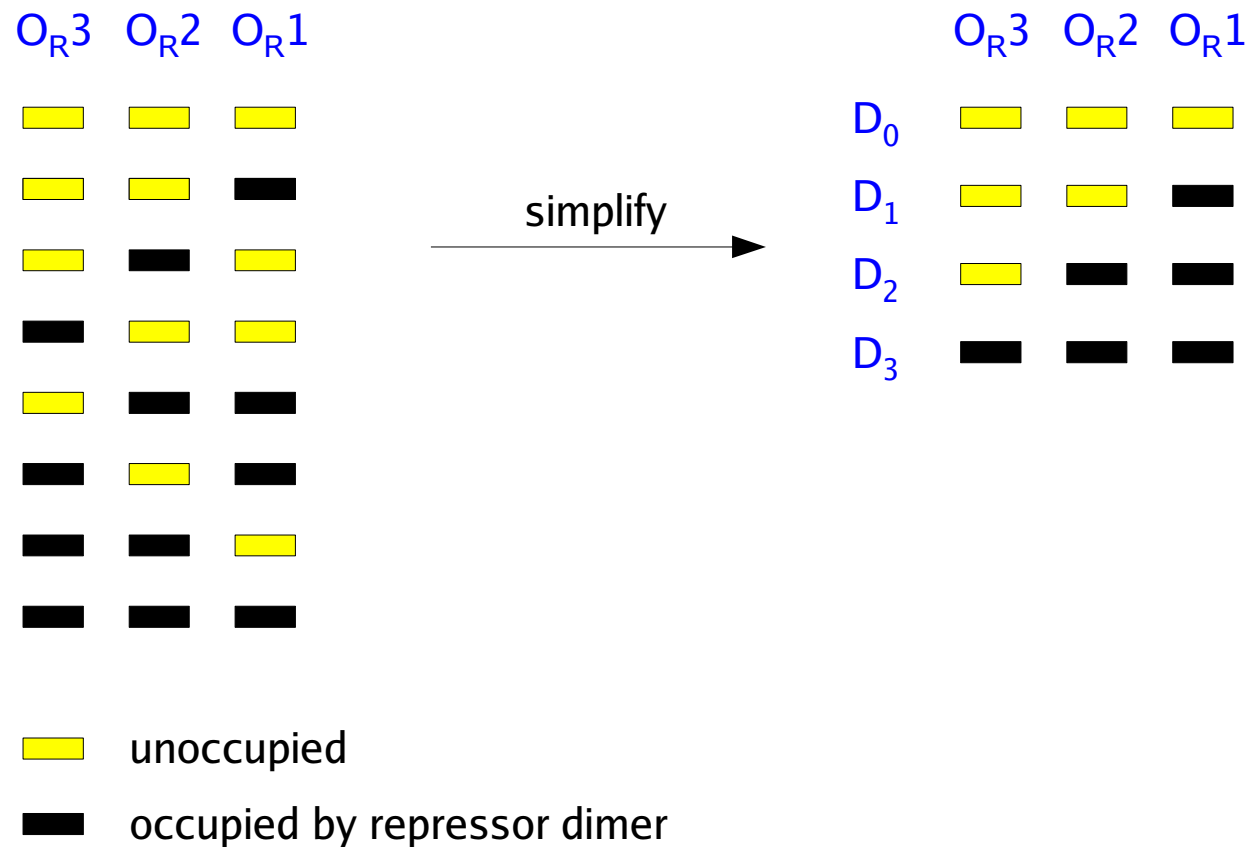 OR3 OR2 OR1
OR3 OR2 OR1
D0
D1
simplify
D2
D3
unoccupied
occupied by repressor dimer